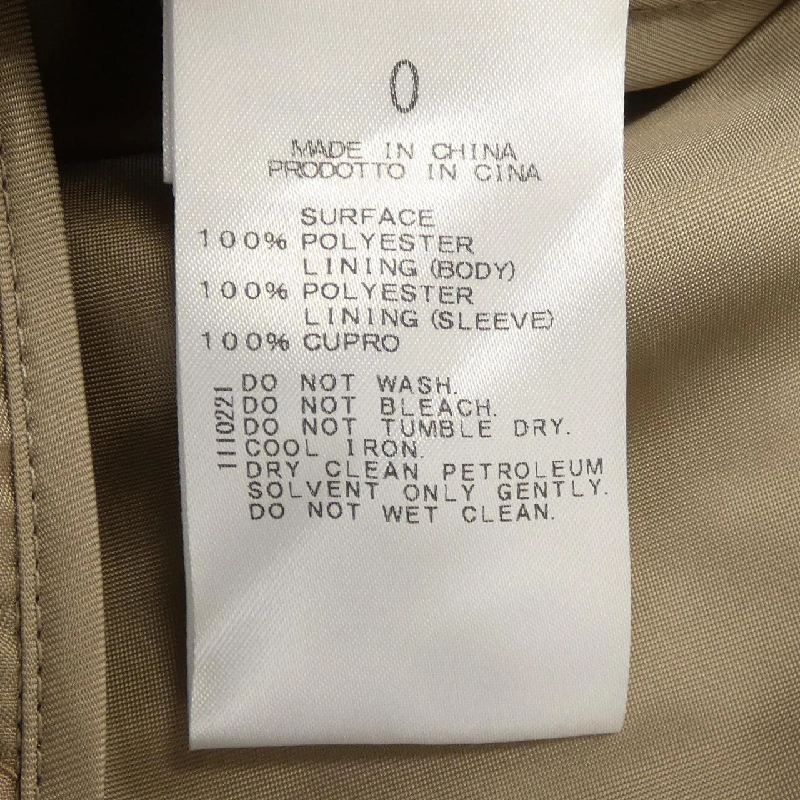 0
MADE IN CHINA
PRODOTTO IN CINA
SURFACE
100% POLYESTER
LINING (BODY)
100% POLYESTER
LINING (SLEEVE)
100% CUPRO
1110221
DO NOT WASH.
DO NOT BLEACH.
DO NOT TUMBLE DRY.
COOL IRON.
DRY CLEAN PETROLEUM
SOLVENT ONLY GENTLY.
DO NOT WET CLEAN.